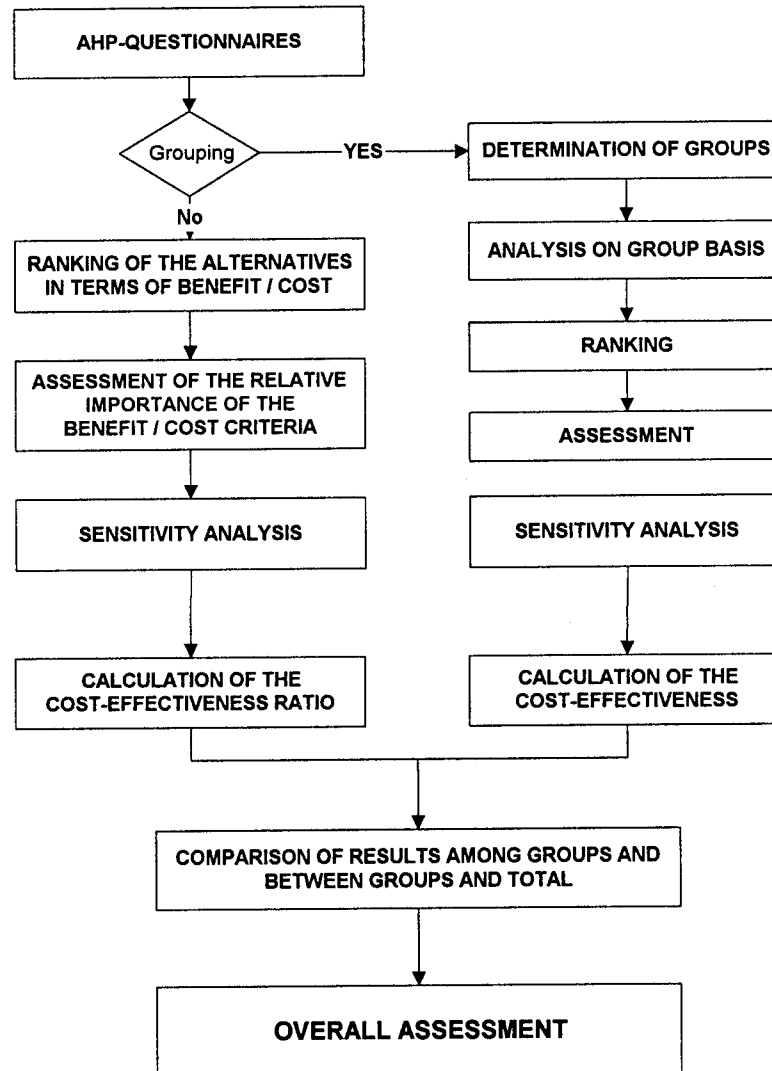 AHP-QUESTIONNAIRES
Grouping
YES
DETERMINATION OF GROUPS
No
ANALYSIS ON GROUP BASIS
RANKING OF THE ALTERNATIVES
IN TERMS OF BENEFIT / COST
RANKING
ASSESSMENT OF THE RELATIVE
IMPORTANCE OF THE
BENEFIT / COST CRITERIA
ASSESSMENT
SENSITIVITY ANALYSIS
SENSITIVITY ANALYSIS
CALCULATION OF THE
COST-EFFECTIVENESS RATIO
CALCULATION OF THE
COST-EFFECTIVENESS
COMPARISON OF RESULTS AMONG GROUPS AND
BETWEEN GROUPS AND TOTAL
OVERALL ASSESSMENT